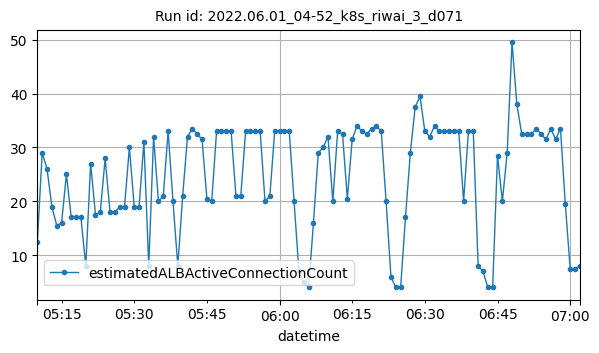 Run id: 2022.06.01_04-52_k8s_riwai_3_d071
50
40
30
20
10
estimatedALBActiveConnectionCount
05:15 05:30 05:45 06:00 06:15 06:30 06:45 07:00
datetime